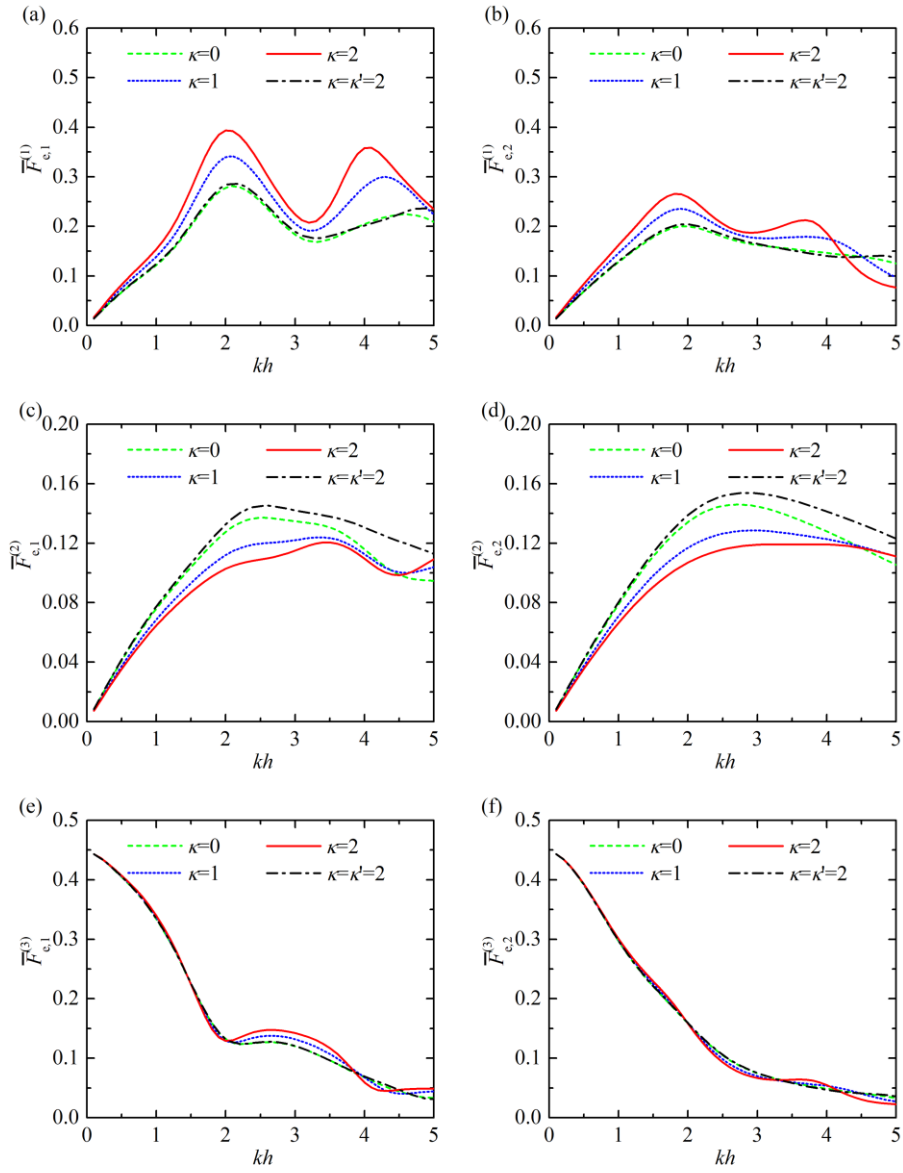 (a)
0.6
0.5
0.4
0.3
0.2
0.1
0.0
F̅_{e,1}^{(1)}
κ=0
κ=2
κ=1
κ=κ'=2
0 1 2 3 4 5
kh
(b)
0.6
0.5
0.4
0.3
0.2
0.1
0.0
F̅_{e,2}^{(1)}
κ=0
κ=2
κ=1
κ=κ'=2
0 1 2 3 4 5
kh
(c)
0.20
0.16
0.12
0.08
0.04
0.00
F̅_{e,1}^{(2)}
κ=0
κ=2
κ=1
κ=κ'=2
0 1 2 3 4 5
kh
(d)
0.20
0.16
0.12
0.08
0.04
0.00
F̅_{e,2}^{(2)}
κ=0
κ=2
κ=1
κ=κ'=2
0 1 2 3 4 5
kh
(e)
0.5
0.4
0.3
0.2
0.1
0.0
F̅_{e,1}^{(3)}
κ=0
κ=2
κ=1
κ=κ'=2
0 1 2 3 4 5
kh
(f)
0.5
0.4
0.3
0.2
0.1
0.0
F̅_{e,2}^{(3)}
κ=0
κ=2
κ=1
κ=κ'=2
0 1 2 3 4 5
kh